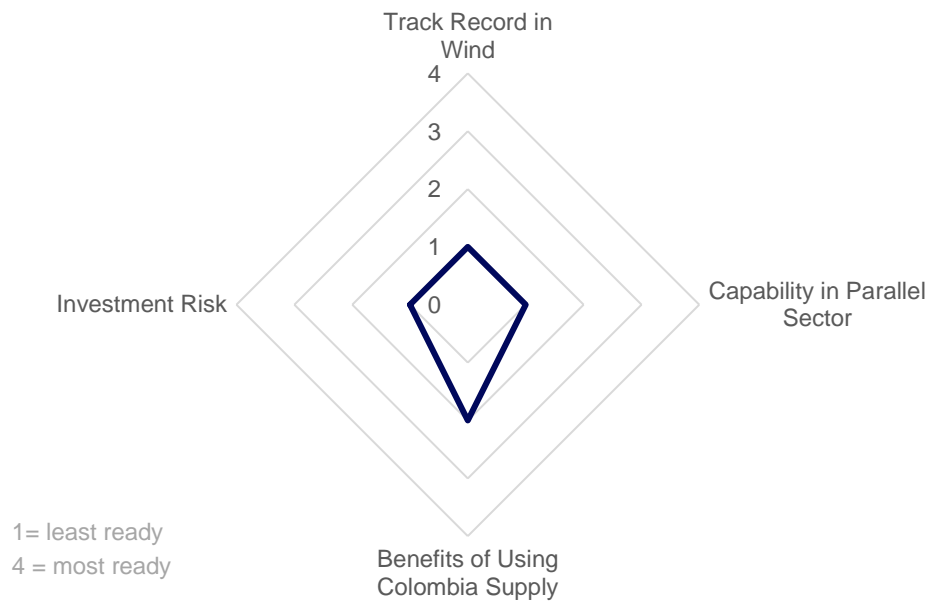 Track Record in
Wind
4
3
2
1
0
Investment Risk
Capability in Parallel
Sector
Benefits of Using
Colombia Supply
1= least ready
4 = most ready